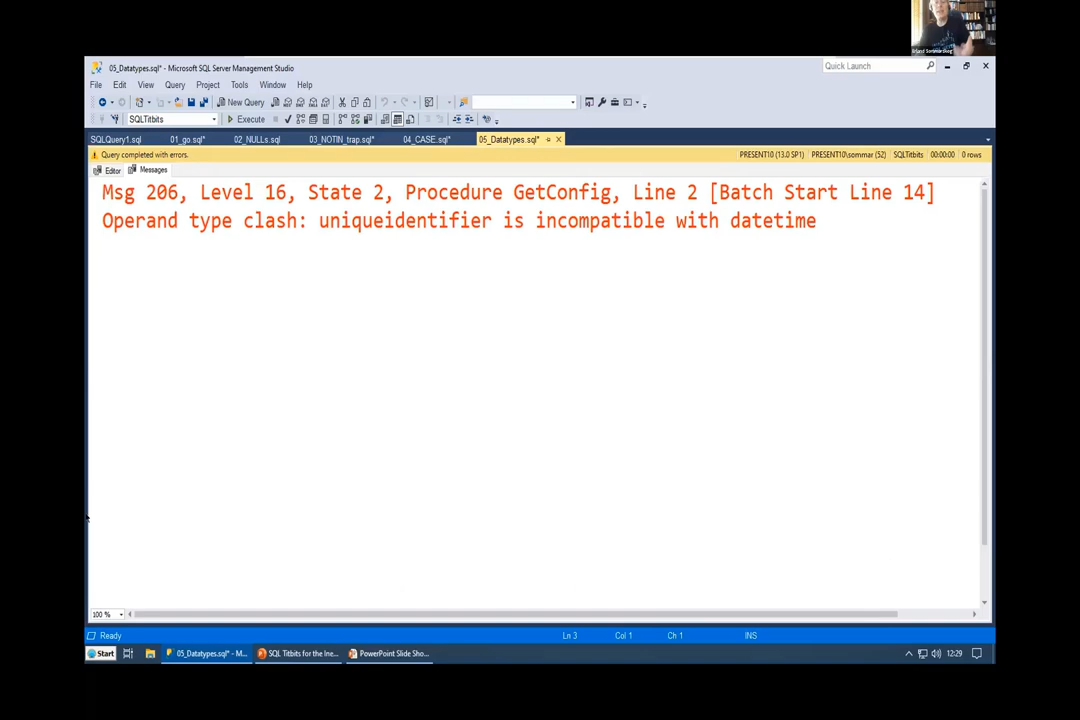 Erland Sommarskog
05_Datatypes.sql* - Microsoft SQL Server Management Studio
Quick Launch
File Edit View Query Project Tools Window Help
New Query
SQLTitbits Execute
SQLQuery1.sql 01_go.sql* 02_NULLs.sql 03_NOTIN_trap.sql* 04_CASE.sql* 05_Datatypes.sql*
Query completed with errors. PRESENT10 (13.0 SP1) PRESENT10\sommar (52) SQLTitbits 00:00:00 0 rows
Editor Messages
Msg 206, Level 16, State 2, Procedure GetConfig, Line 2 [Batch Start Line 14]
Operand type clash: uniqueidentifier is incompatible with datetime
100 %
Ready Ln 3 Col 1 Ch 1 INS
Start 05_Datatypes.sql* - M... SQL Titbits for the Ine... PowerPoint Slide Sho... 12:29